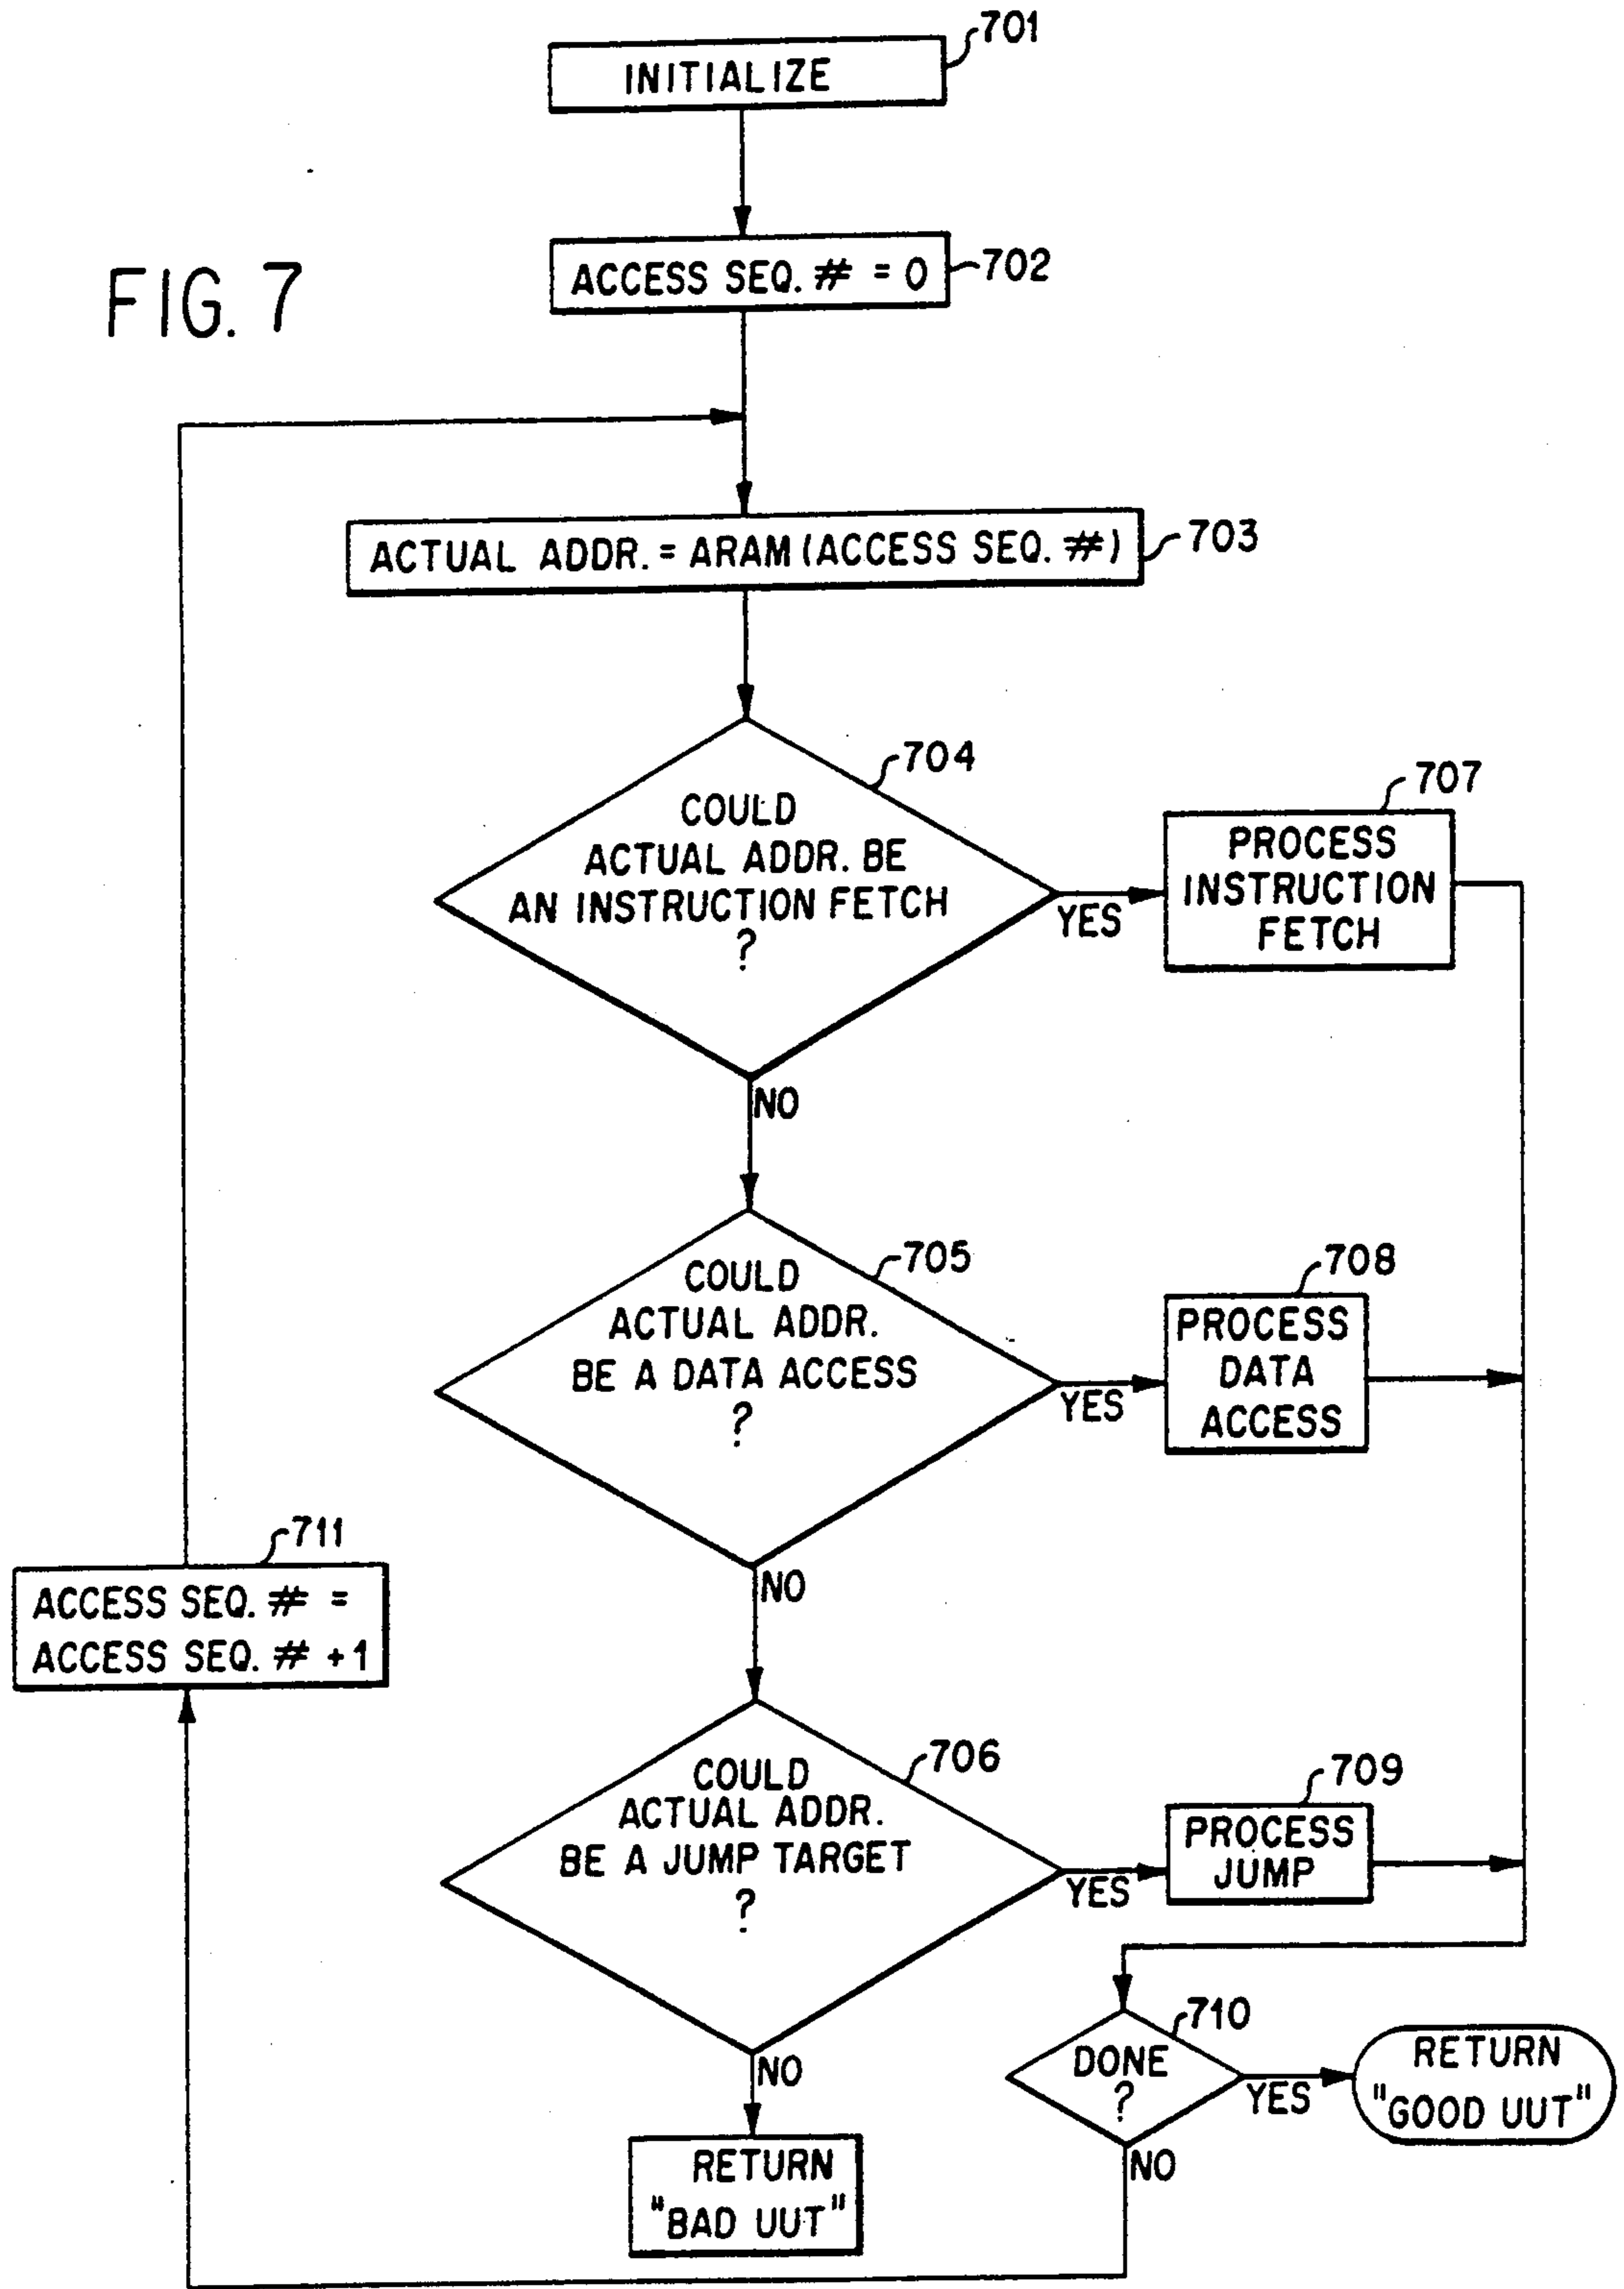 701
INITIALIZE
FIG. 7
ACCESS SEQ. # = 0
702
ACTUAL ADDR. = ARAM (ACCESS SEQ. #)
703
704
COULD
ACTUAL ADDR. BE
AN INSTRUCTION FETCH
?
YES
NO
707
PROCESS
INSTRUCTION
FETCH
705
COULD
ACTUAL ADDR.
BE A DATA ACCESS
?
YES
NO
708
PROCESS
DATA
ACCESS
711
ACCESS SEQ. # =
ACCESS SEQ. # +1
706
COULD
ACTUAL ADDR.
BE A JUMP TARGET
?
YES
NO
709
PROCESS
JUMP
710
DONE
?
YES
NO
RETURN
"GOOD UUT"
RETURN
"BAD UUT"